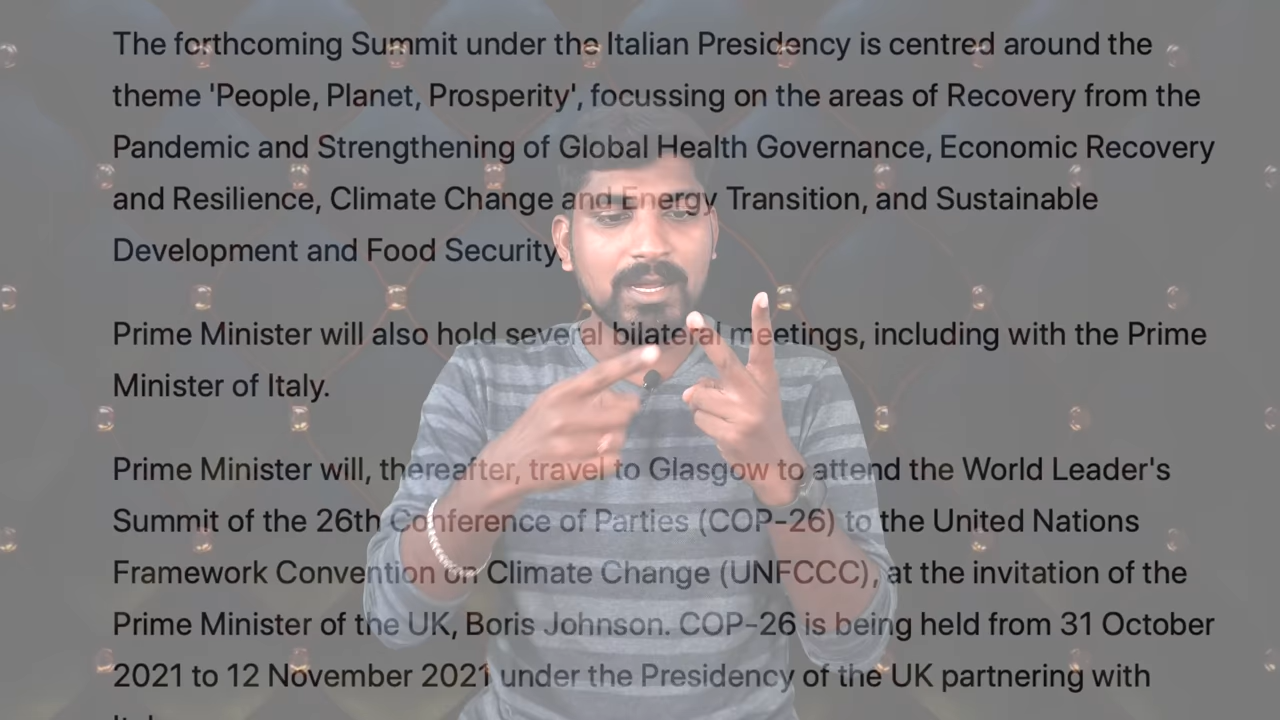 The forthcoming Summit under the Italian Presidency is centred around the
theme 'People, Planet, Prosperity', focussing on the areas of Recovery from the
Pandemic and Strengthening of Global Health Governance, Economic Recovery
and Resilience, Climate Change and Energy Transition, and Sustainable
Development and Food Security.
Prime Minister will also hold several bilateral meetings, including with the Prime
Minister of Italy.
Prime Minister will, thereafter, travel to Glasgow to attend the World Leader's
Summit of the 26th Conference of Parties (COP-26) to the United Nations
Framework Convention on Climate Change (UNFCCC), at the invitation of the
Prime Minister of the UK, Boris Johnson. COP-26 is being held from 31 October
2021 to 12 November 2021 under the Presidency of the UK partnering with